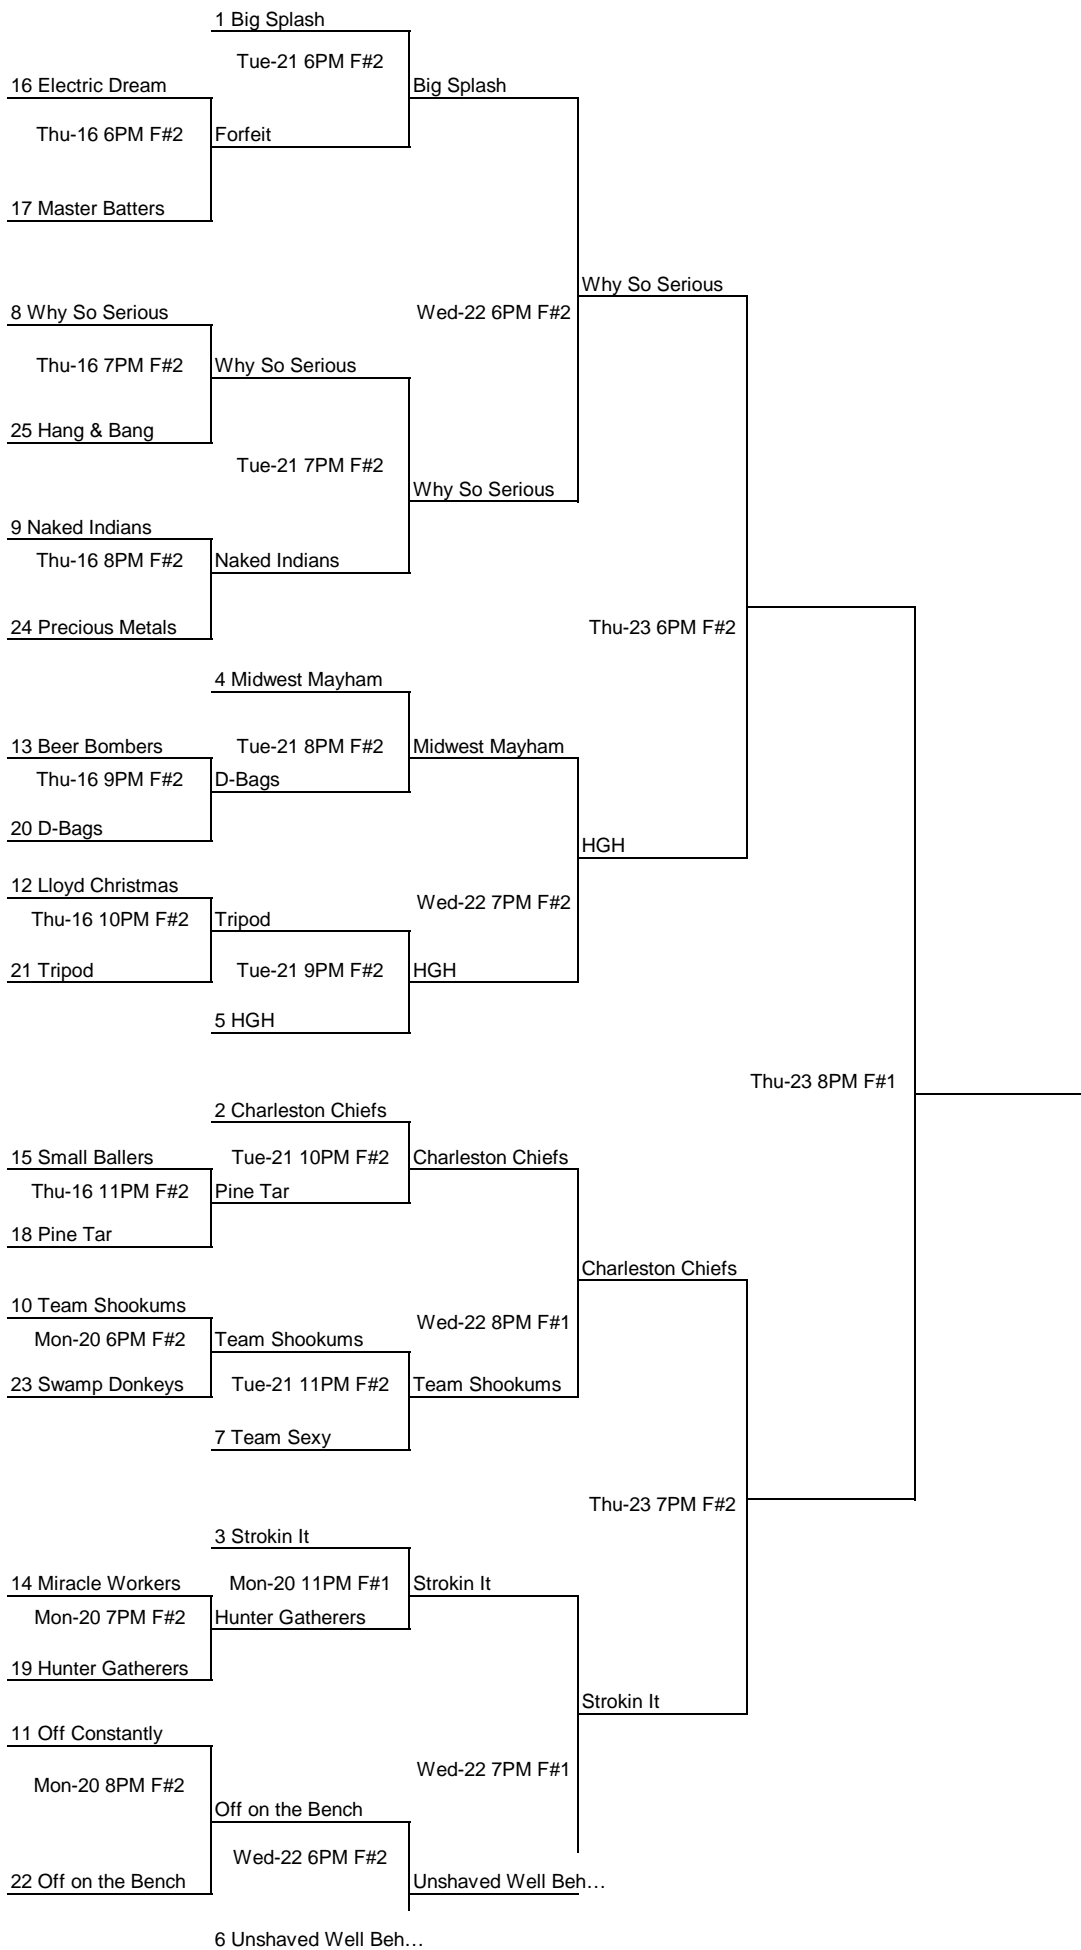 1 Big Splash
Tue-21 6PM F#2
16 Electric Dream
Big Splash
Thu-16 6PM F#2
Forfeit
17 Master Batters
Why So Serious
8 Why So Serious
Wed-22 6PM F#2
Thu-16 7PM F#2
Why So Serious
25 Hang & Bang
Tue-21 7PM F#2
Why So Serious
9 Naked Indians
Thu-16 8PM F#2
Naked Indians
24 Precious Metals
Thu-23 6PM F#2
4 Midwest Mayham
13 Beer Bombers
Tue-21 8PM F#2
Midwest Mayham
Thu-16 9PM F#2
D-Bags
20 D-Bags
HGH
12 Lloyd Christmas
Wed-22 7PM F#2
Thu-16 10PM F#2
Tripod
21 Tripod
Tue-21 9PM F#2
HGH
5 HGH
Thu-23 8PM F#1
2 Charleston Chiefs
15 Small Ballers
Tue-21 10PM F#2
Charleston Chiefs
Thu-16 11PM F#2
Pine Tar
18 Pine Tar
Charleston Chiefs
10 Team Shookums
Wed-22 8PM F#1
Mon-20 6PM F#2
Team Shookums
23 Swamp Donkeys
Tue-21 11PM F#2
Team Shookums
7 Team Sexy
Thu-23 7PM F#2
3 Strokin It
14 Miracle Workers
Mon-20 11PM F#1
Strokin It
Mon-20 7PM F#2
Hunter Gatherers
19 Hunter Gatherers
Strokin It
11 Off Constantly
Wed-22 7PM F#1
Mon-20 8PM F#2
Off on the Bench
Wed-22 6PM F#2
22 Off on the Bench
Unshaved Well Beh…
6 Unshaved Well Beh…